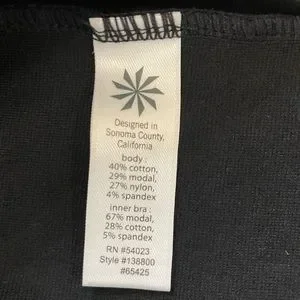 Designed in
Sonoma County,
California
body :
40% cotton,
29% modal,
27% nylon,
4% spandex
inner bra :
67% modal,
28% cotton,
5% spandex
RN #54023
Style #138800
#65425